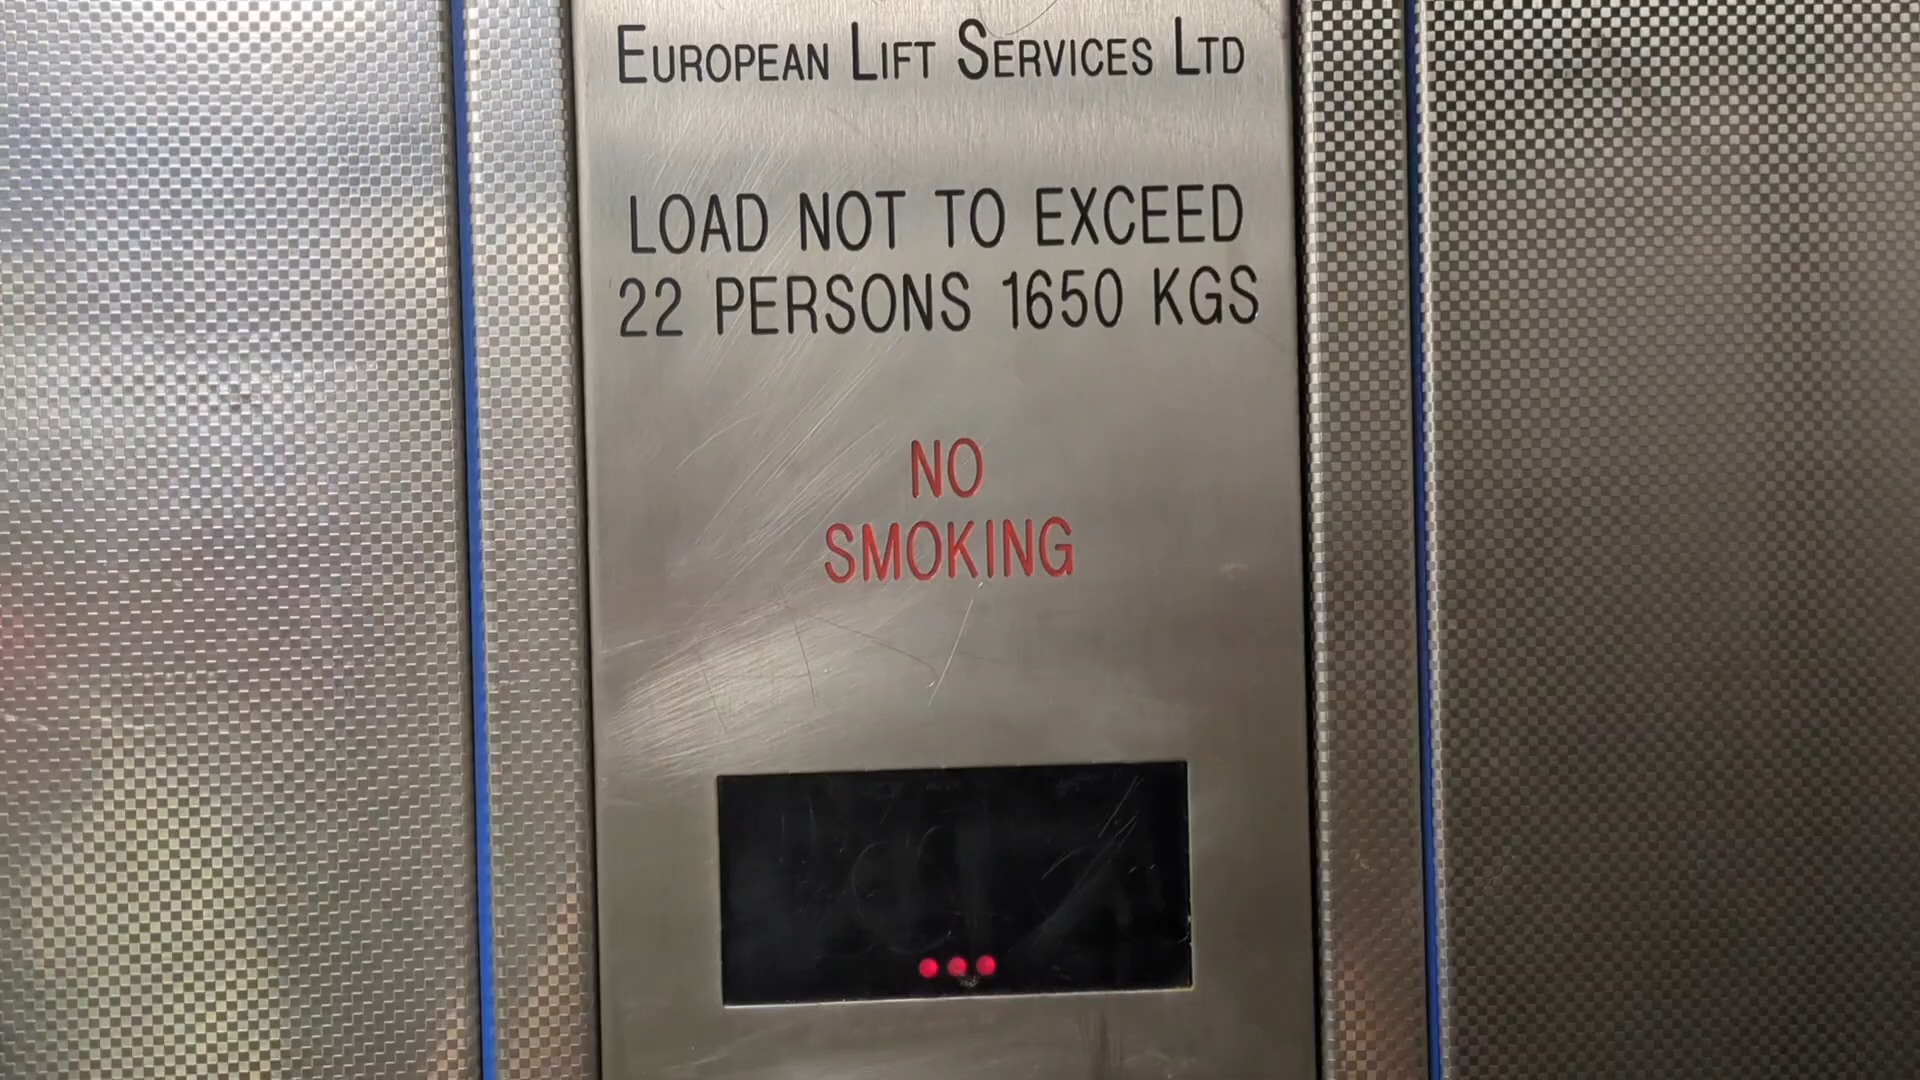 European Lift Services Ltd
LOAD NOT TO EXCEED
22 PERSONS 1650 KGS
NO
SMOKING